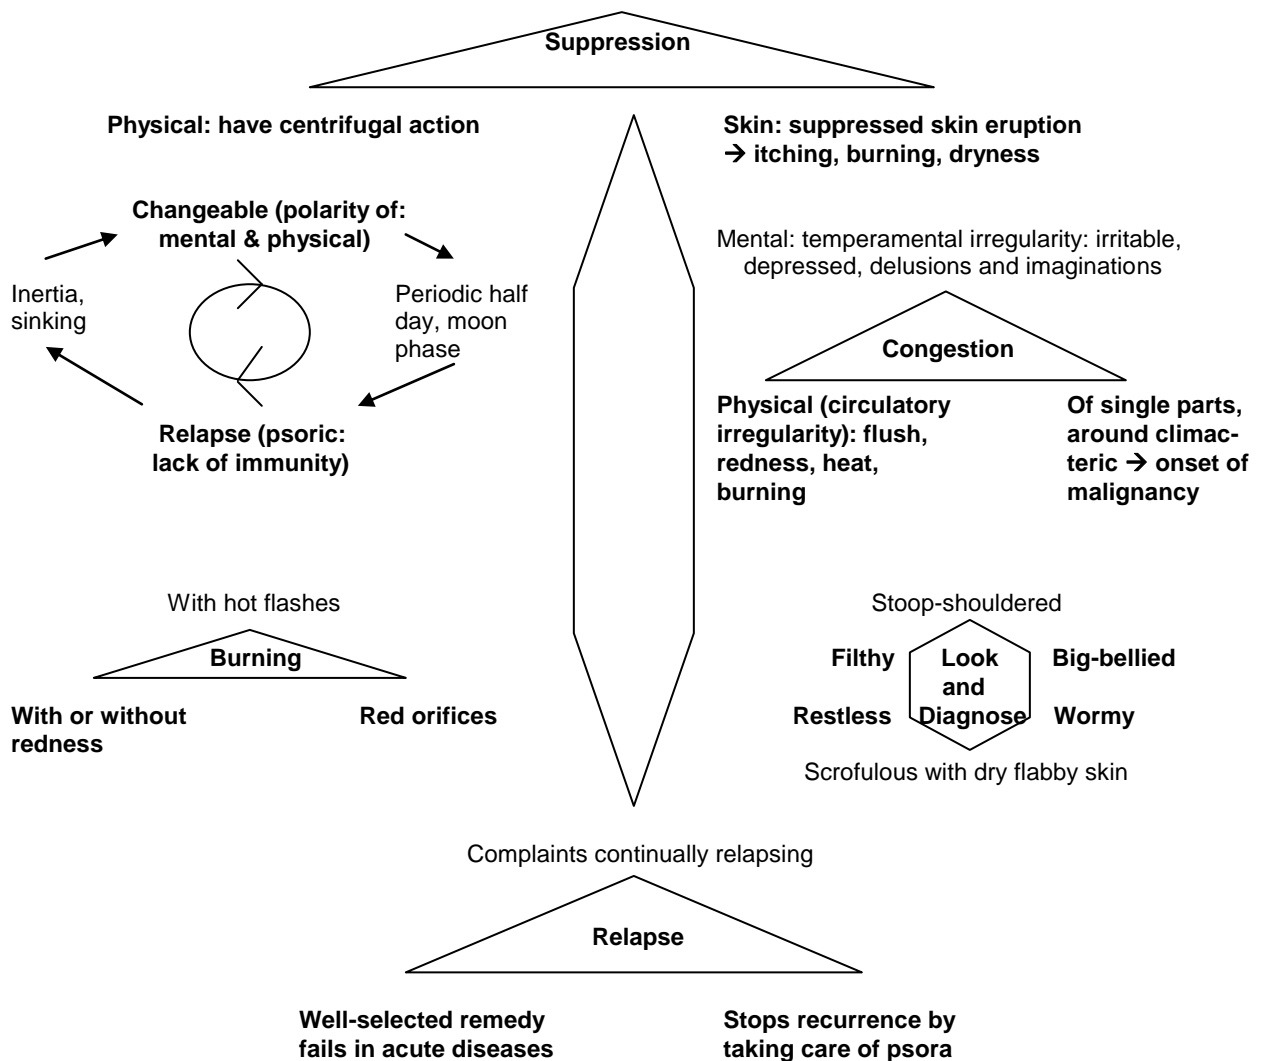 Suppression
Physical: have centrifugal action
Skin: suppressed skin eruption
→ itching, burning, dryness
Changeable (polarity of:
mental & physical)
Inertia,
sinking
Periodic half
day, moon
phase
Relapse (psoric:
lack of immunity)
Mental: temperamental irregularity: irritable,
depressed, delusions and imaginations
Congestion
Physical (circulatory
irregularity): flush,
redness, heat,
burning
Of single parts,
around climac-
teric → onset of
malignancy
With hot flashes
Burning
With or without
redness
Red orifices
Stoop-shouldered
Filthy
Look
and
Diagnose
Big-bellied
Restless
Wormy
Scrofulous with dry flabby skin
Complaints continually relapsing
Relapse
Well-selected remedy
fails in acute diseases
Stops recurrence by
taking care of psora